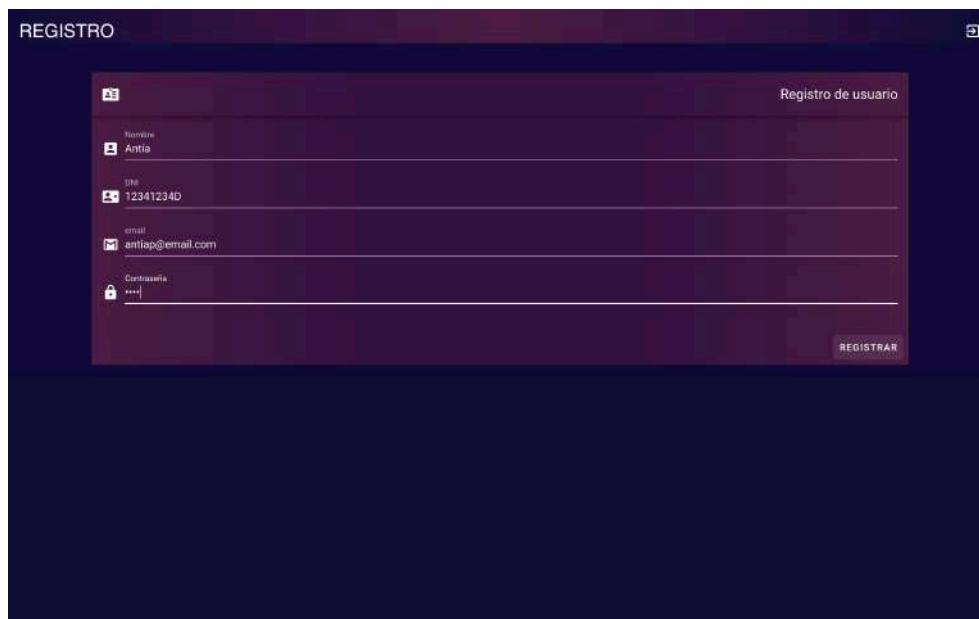 REGISTRO
Registro de usuario
Nombre
Antía
DNI
12341234D
email
antiap@email.com
Contraseña
••••
REGISTRAR